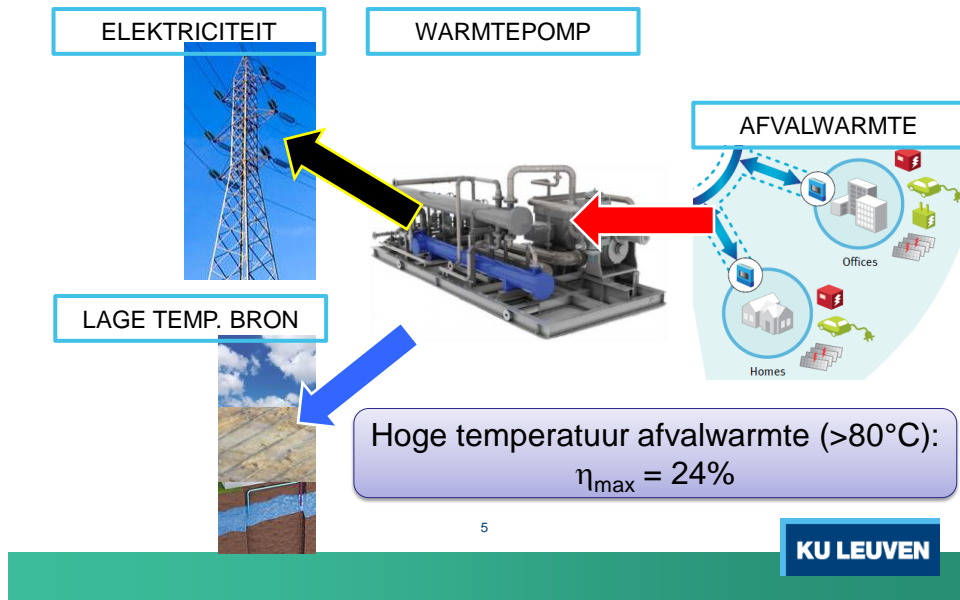 ELEKTRICITEIT
WARMTEPOMP
AFVALWARMTE
Offices
LAGE TEMP. BRON
Homes
Hoge temperatuur afvalwarmte (>80°C):
ηmax = 24%
5
KU LEUVEN